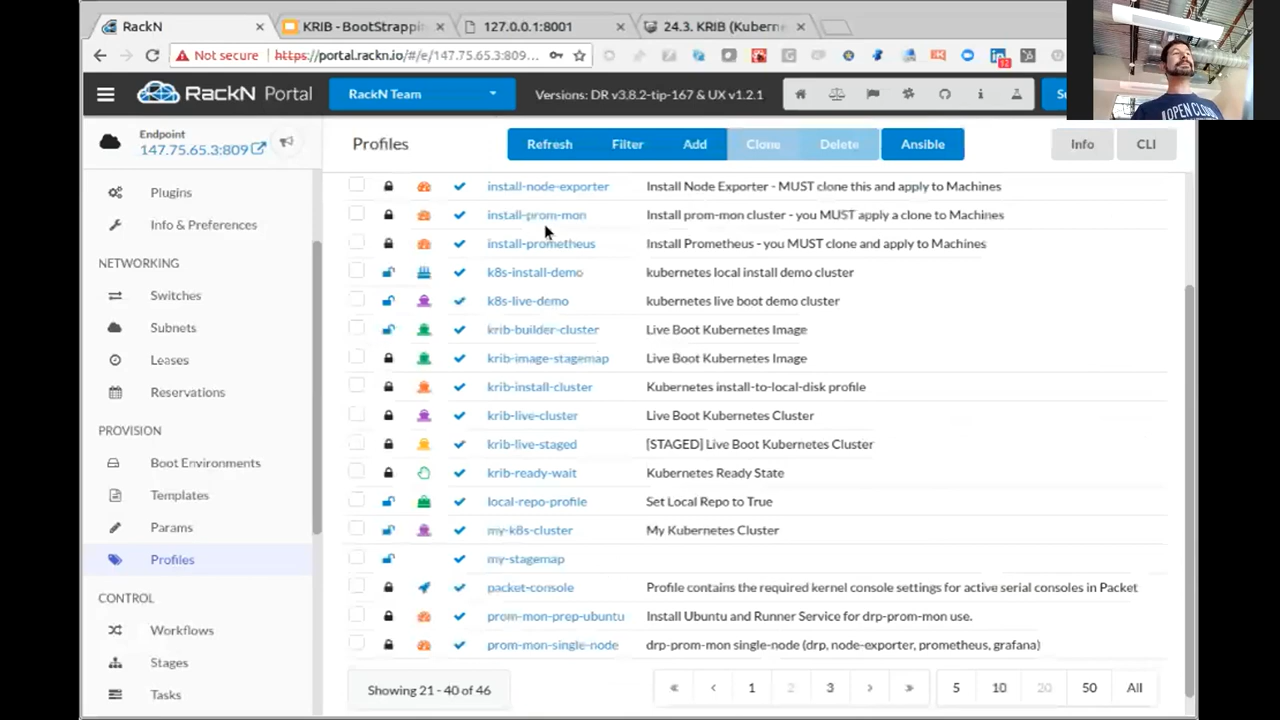 RackN
KRIB - BootStrappin
127.0.0.1:8001
24.3. KRIB (Kubern
Not secure https://portal.rackn.io/#/e/147.75.65.3:809...
12
RackN Portal
RackN Team
Versions: DR v3.8.2-tip-167 & UX v1.2.1
OPEN CLO
Endpoint
147.75.65.3:809
Profiles
Refresh
Filter
Add
Clone
Delete
Ansible
Info
CLI
Plugins
Info & Preferences
NETWORKING
Switches
Subnets
Leases
Reservations
PROVISION
Boot Environments
Templates
Params
Profiles
CONTROL
Workflows
Stages
Tasks
install-node-exporter Install Node Exporter - MUST clone this and apply to Machines
install-prom-mon Install prom-mon cluster - you MUST apply a clone to Machines
install-prometheus Install Prometheus - you MUST clone and apply to Machines
k8s-install-demo kubernetes local install demo cluster
k8s-live-demo kubernetes live boot demo cluster
krib-builder-cluster Live Boot Kubernetes Image
krib-image-stagemap Live Boot Kubernetes Image
krib-install-cluster Kubernetes install-to-local-disk profile
krib-live-cluster Live Boot Kubernetes Cluster
krib-live-staged [STAGED] Live Boot Kubernetes Cluster
krib-ready-wait Kubernetes Ready State
local-repo-profile Set Local Repo to True
my-k8s-cluster My Kubernetes Cluster
my-stagemap
packet-console Profile contains the required kernel console settings for active serial consoles in Packet
prom-mon-prep-ubuntu Install Ubuntu and Runner Service for drp-prom-mon use.
prom-mon-single-node drp-prom-mon single-node (drp, node-exporter, prometheus, grafana)
Showing 21 - 40 of 46
« ‹ 1 2 3 › » 5 10 20 50 All